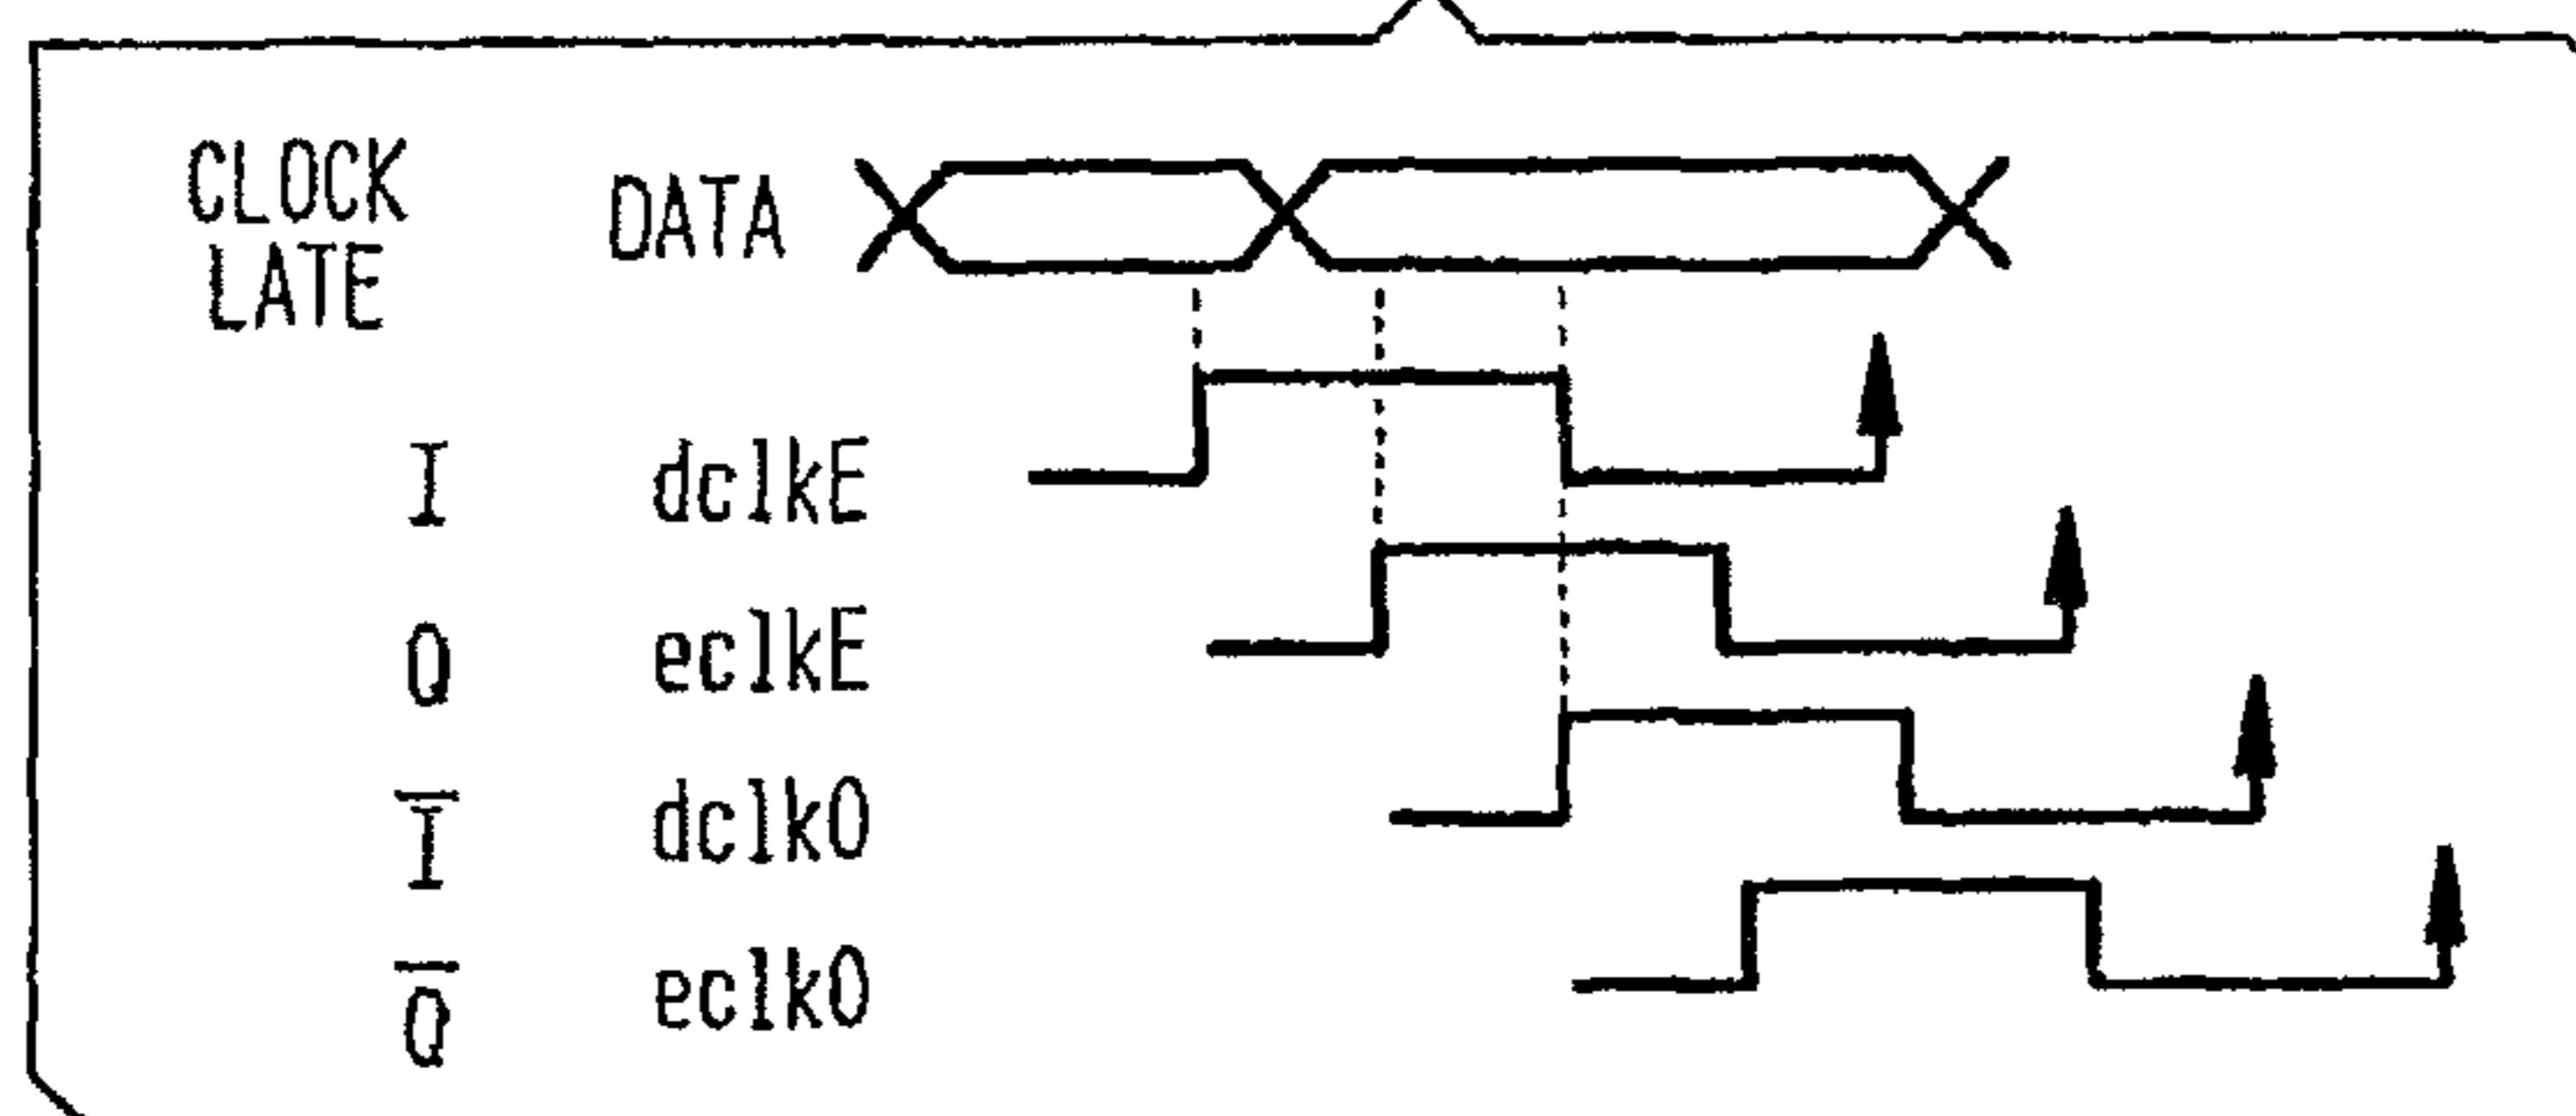 CLOCK
LATE
DATA
I dclkE
Q eclkE
I̅ dclkO
Q̅ eclkO